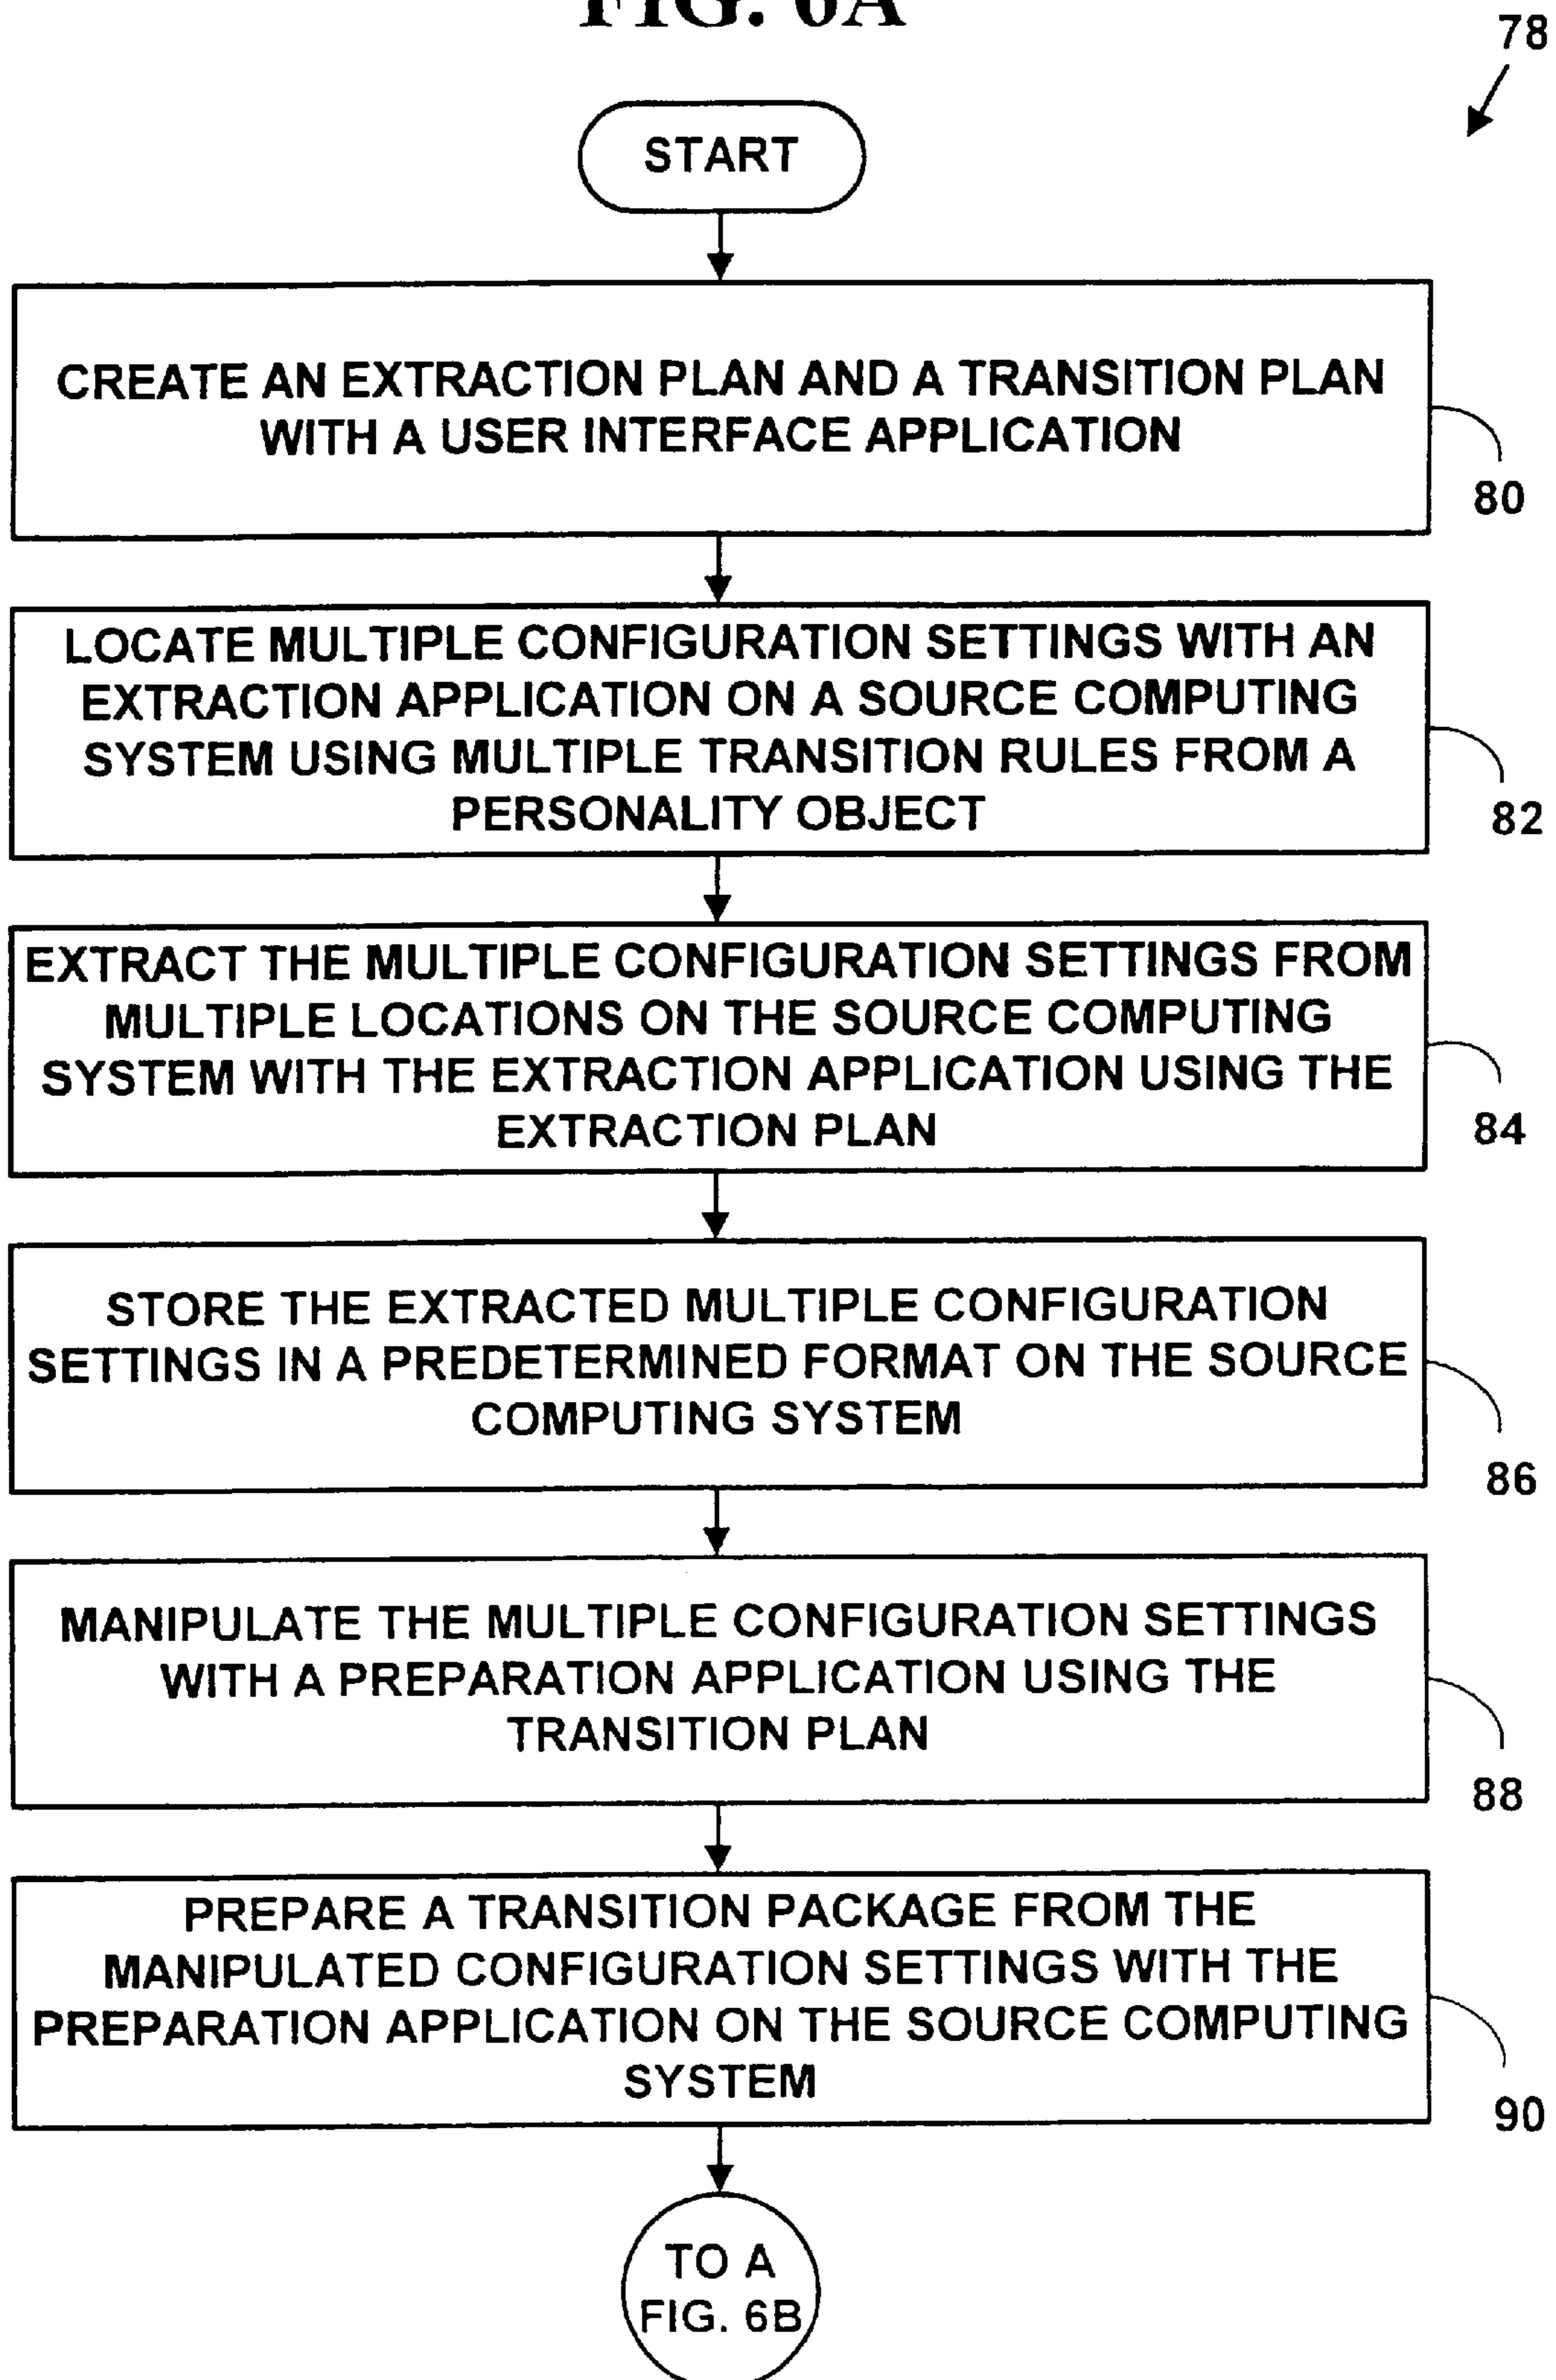 FIG. 6A
78
START
CREATE AN EXTRACTION PLAN AND A TRANSITION PLAN
WITH A USER INTERFACE APPLICATION
80
LOCATE MULTIPLE CONFIGURATION SETTINGS WITH AN
EXTRACTION APPLICATION ON A SOURCE COMPUTING
SYSTEM USING MULTIPLE TRANSITION RULES FROM A
PERSONALITY OBJECT
82
EXTRACT THE MULTIPLE CONFIGURATION SETTINGS FROM
MULTIPLE LOCATIONS ON THE SOURCE COMPUTING
SYSTEM WITH THE EXTRACTION APPLICATION USING THE
EXTRACTION PLAN
84
STORE THE EXTRACTED MULTIPLE CONFIGURATION
SETTINGS IN A PREDETERMINED FORMAT ON THE SOURCE
COMPUTING SYSTEM
86
MANIPULATE THE MULTIPLE CONFIGURATION SETTINGS
WITH A PREPARATION APPLICATION USING THE
TRANSITION PLAN
88
PREPARE A TRANSITION PACKAGE FROM THE
MANIPULATED CONFIGURATION SETTINGS WITH THE
PREPARATION APPLICATION ON THE SOURCE COMPUTING
SYSTEM
90
TO A
FIG. 6B